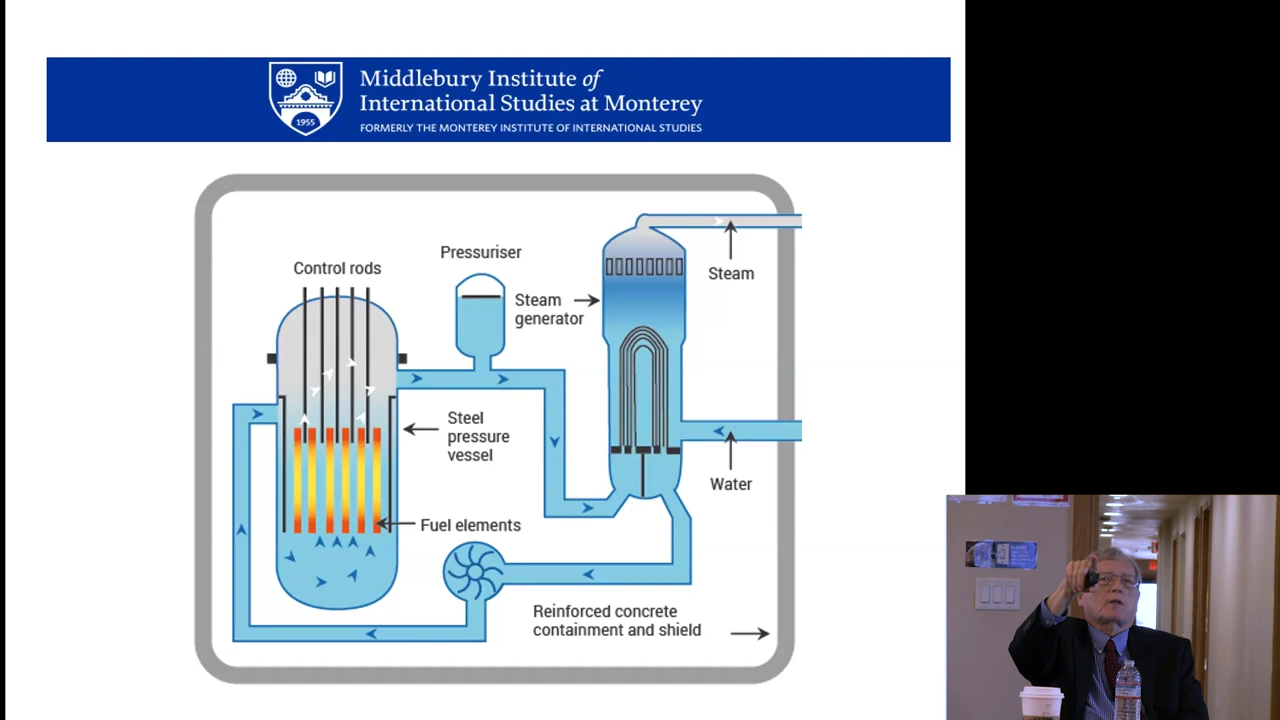 Middlebury Institute of
International Studies at Monterey
FORMERLY THE MONTEREY INSTITUTE OF INTERNATIONAL STUDIES
1955
Control rods
Pressuriser
Steam
generator
Steam
Steel
pressure
vessel
Water
Fuel elements
Reinforced concrete
containment and shield